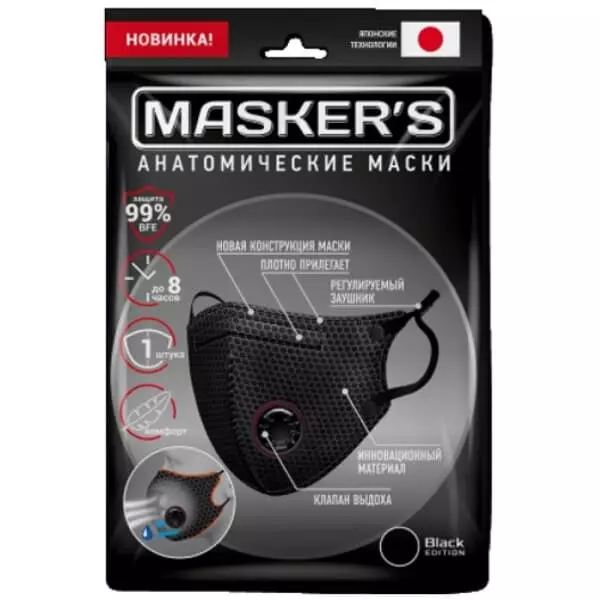 НОВИНКА!
ЯПОНСКИЕ
ТЕХНОЛОГИИ
MASKER'S
АНАТОМИЧЕСКИЕ МАСКИ
защита
99%
BFE
до 8
часов
1
штука
комфорт
НОВАЯ КОНСТРУКЦИЯ МАСКИ
ПЛОТНО ПРИЛЕГАЕТ
РЕГУЛИРУЕМЫЙ
ЗАУШНИК
ИННОВАЦИОННЫЙ
МАТЕРИАЛ
КЛАПАН ВЫДОХА
Black
EDITION